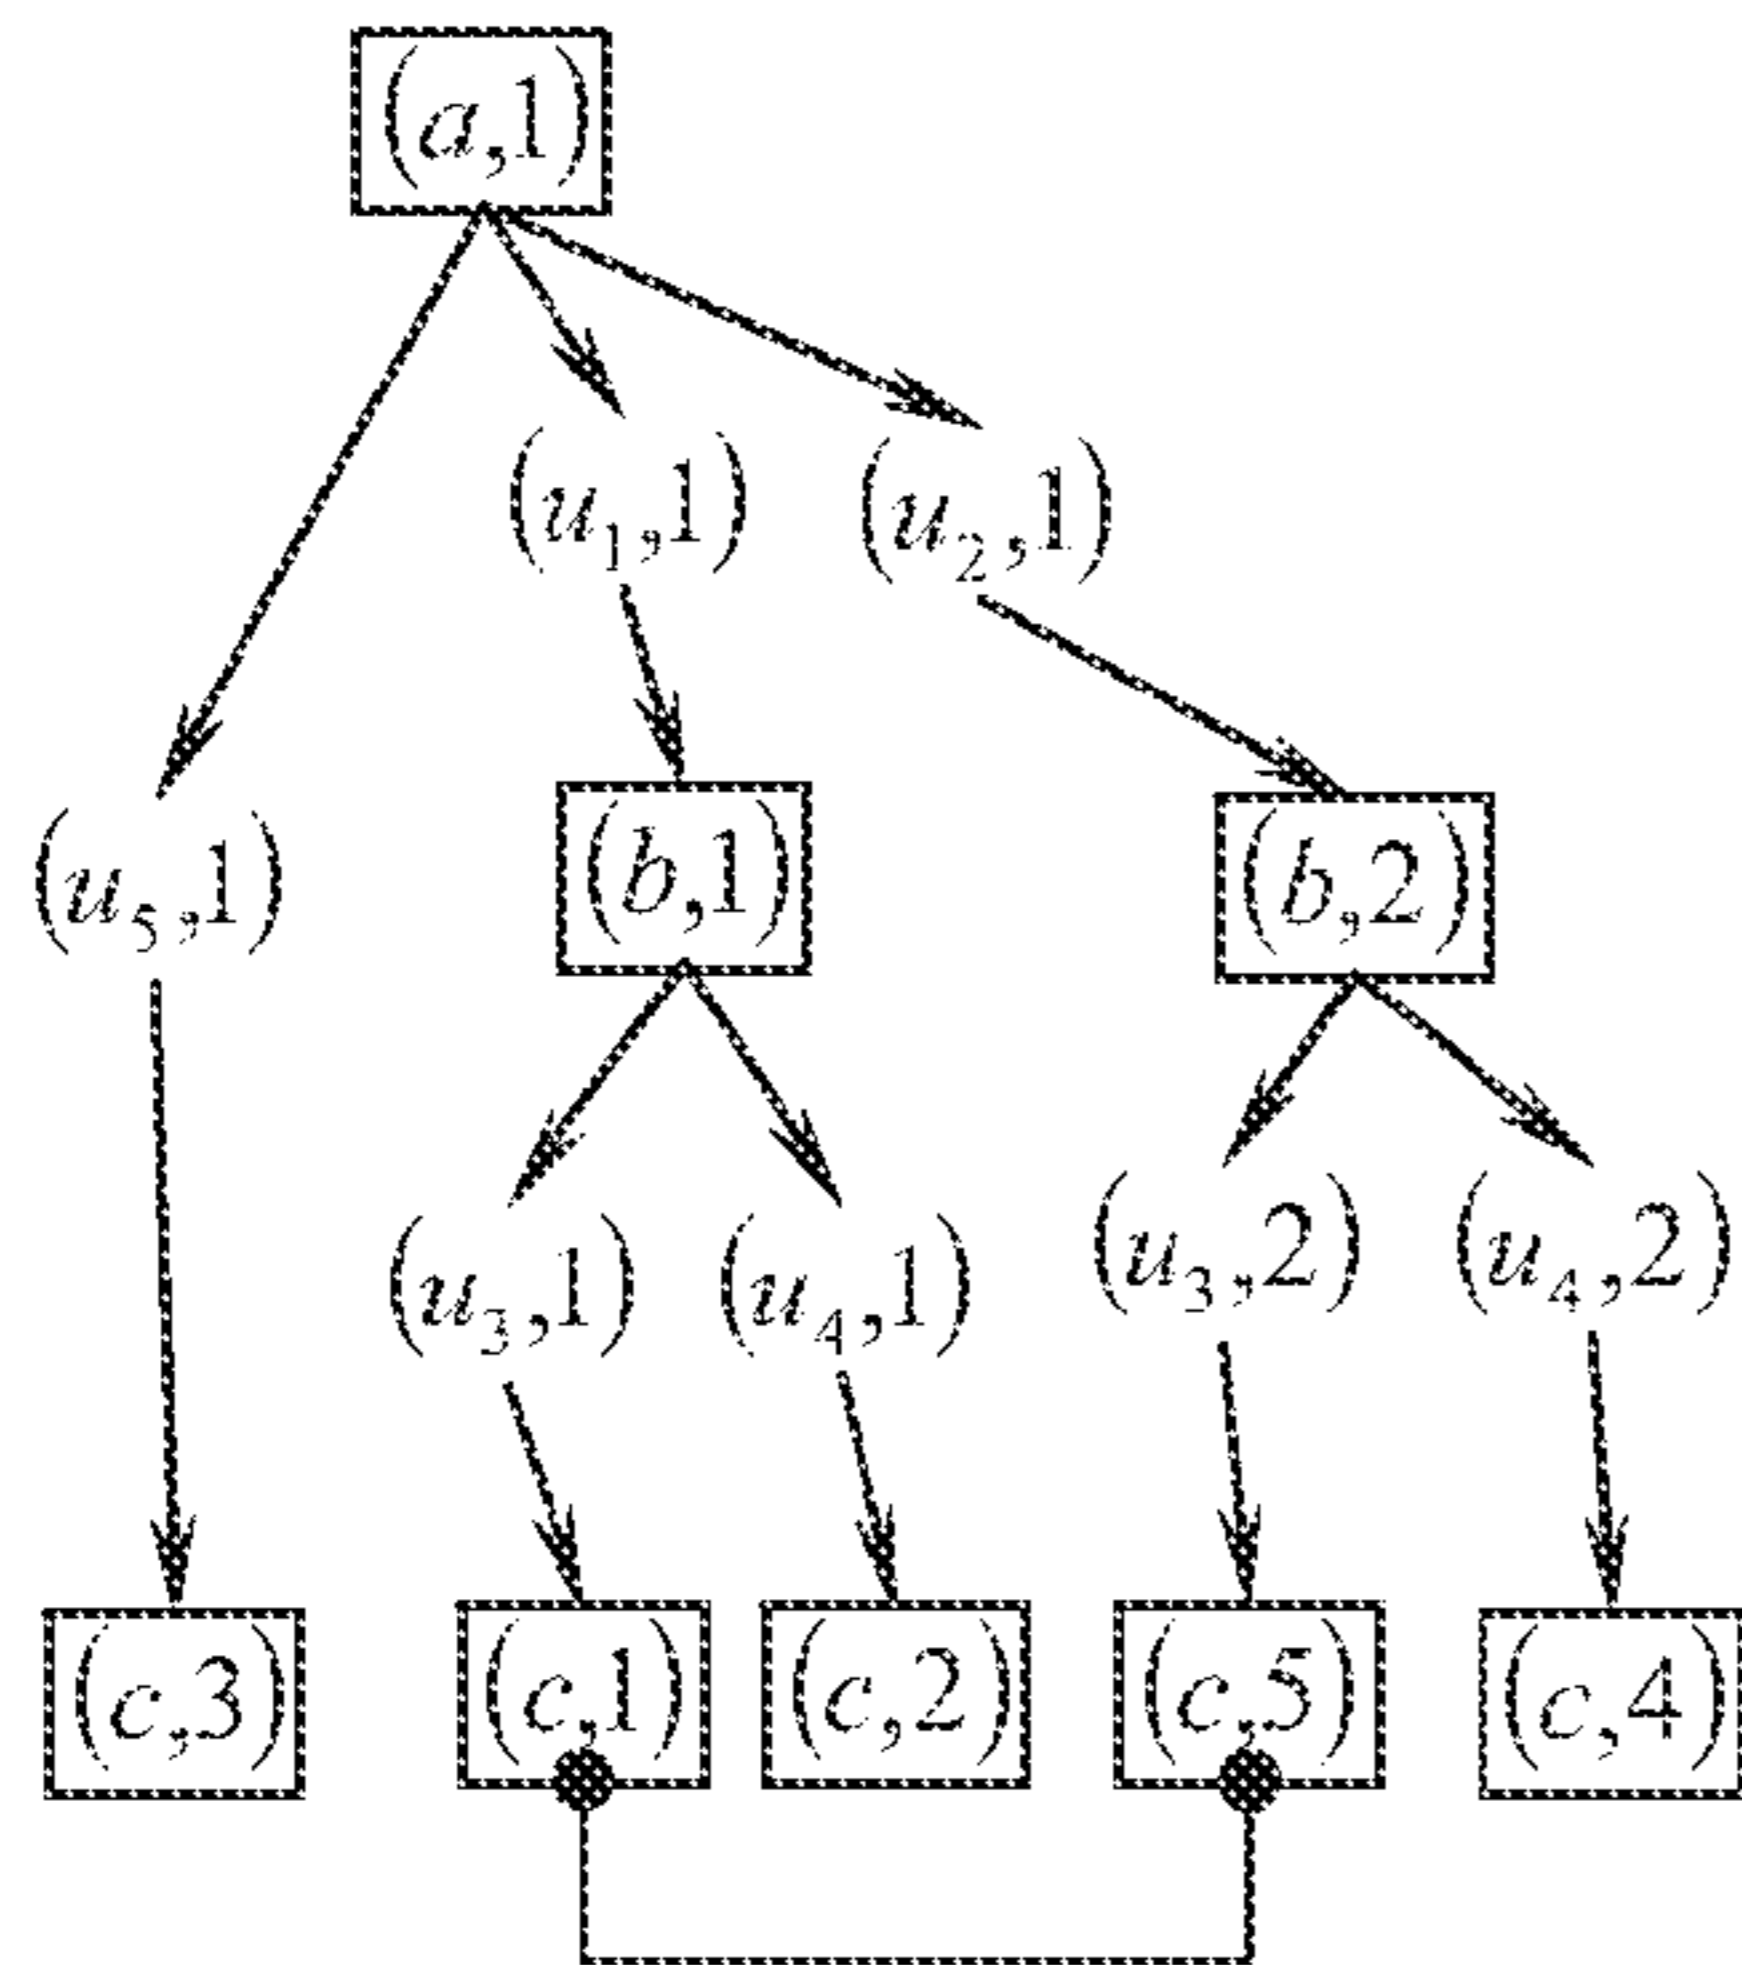 (a,1)
(u₁,1) (u₂,1)
(u₅,1) (b,1) (b,2)
(u₃,1) (u₄,1) (u₃,2) (u₄,2)
(c,3) (c,1) (c,2) (c,5) (c,4)